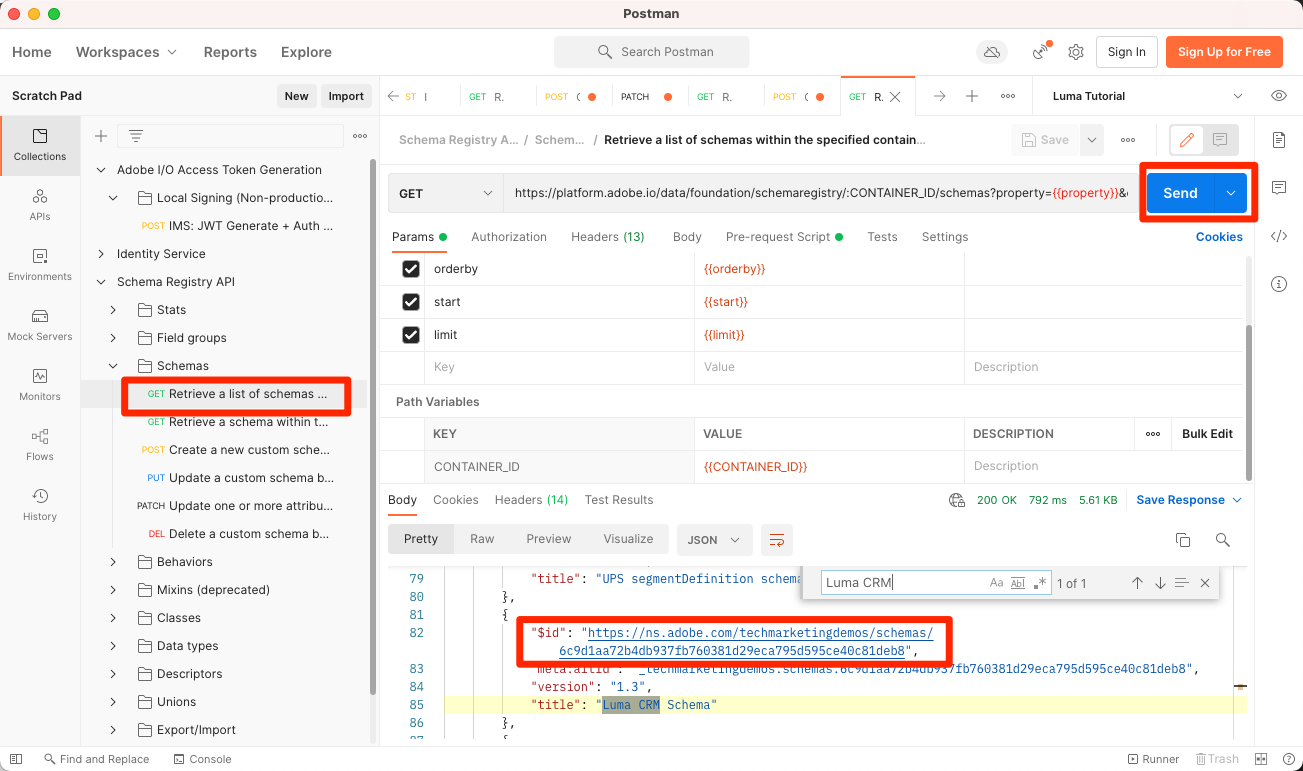 Postman
Home Workspaces Reports Explore Search Postman Sign In Sign Up for Free
Scratch Pad New Import
ST GET R. POST PATCH GET R. POST GET R. Luma Tutorial
Collections
APIs
Environments
Mock Servers
Monitors
Flows
History
Adobe I/O Access Token Generation
Local Signing (Non-productio...
POST IMS: JWT Generate + Auth ...
Identity Service
Schema Registry API
Stats
Field groups
Schemas
GET Retrieve a list of schemas ...
GET Retrieve a schema within t...
POST Create a new custom sche...
PUT Update a custom schema b...
PATCH Update one or more attribu...
DEL Delete a custom schema b...
Behaviors
Mixins (deprecated)
Classes
Data types
Descriptors
Unions
Export/Import
Schema Registry A... / Schem... / Retrieve a list of schemas within the specified contain...
Save
GET https://platform.adobe.io/data/foundation/schemaregistry/:CONTAINER_ID/schemas?property={{property}}& Send
Params Authorization Headers (13) Body Pre-request Script Tests Settings Cookies
orderby {{orderby}}
start {{start}}
limit {{limit}}
Key Value Description
Path Variables
KEY VALUE DESCRIPTION Bulk Edit
CONTAINER_ID {{CONTAINER_ID}} Description
Body Cookies Headers (14) Test Results 200 OK 792 ms 5.61 KB Save Response
Pretty Raw Preview Visualize JSON
Luma CRM Aa Abl .* 1 of 1
79 "title": "UPS segmentDefinition schema
80 },
81 {
82 "$id": "https://ns.adobe.com/techmarketingdemos/schemas/
6c9d1aa72b4db937fb760381d29eca795d595ce40c81deb8",
83 "meta:altId": "_techmarketingdemos.schemas.6c9d1aa72b4db937fb760381d29eca795d595ce40c81deb8",
84 "version": "1.3",
85 "title": "Luma CRM Schema"
86 },
87 {
Find and Replace Console Runner Trash